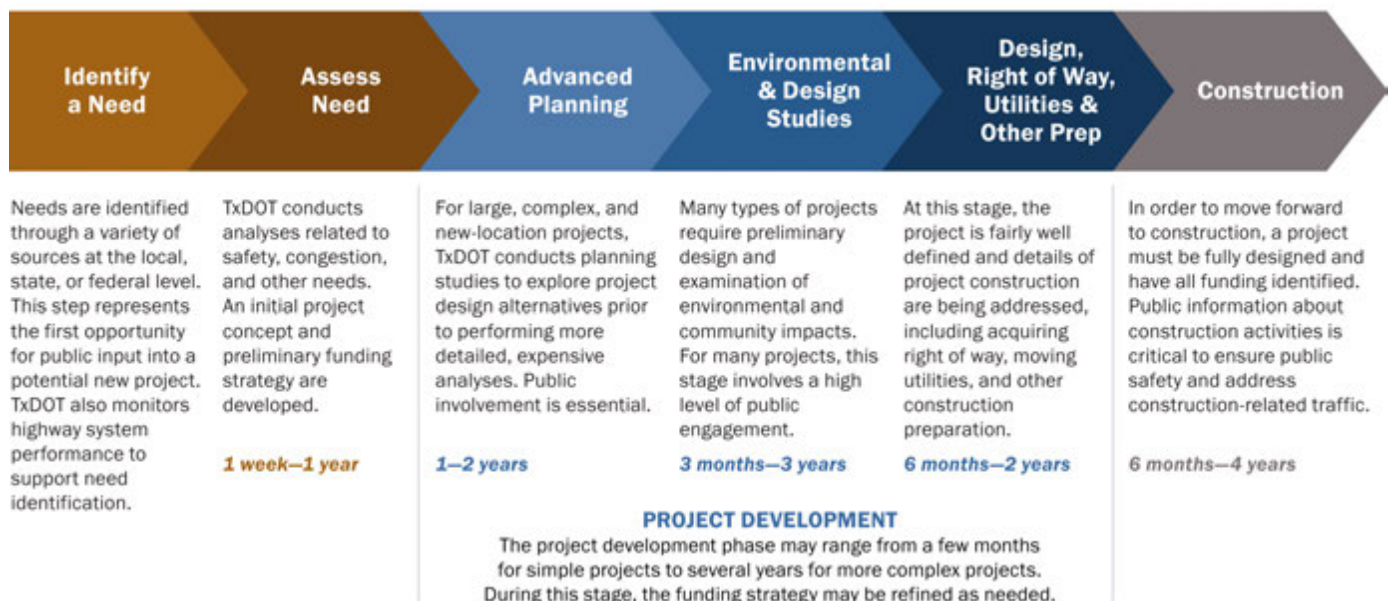 Identify
a Need
Assess
Need
Advanced
Planning
Environmental
& Design
Studies
Design,
Right of Way,
Utilities &
Other Prep
Construction
Needs are identified
through a variety of
sources at the local,
state, or federal level.
This step represents
the first opportunity
for public input into a
potential new project.
TxDOT also monitors
highway system
performance to
support need
identification.
TxDOT conducts
analyses related to
safety, congestion,
and other needs.
An initial project
concept and
preliminary funding
strategy are
developed.
1 week—1 year
For large, complex, and
new-location projects,
TxDOT conducts planning
studies to explore project
design alternatives prior
to performing more
detailed, expensive
analyses. Public
involvement is essential.
1—2 years
Many types of projects
require preliminary
design and
examination of
environmental and
community impacts.
For many projects, this
stage involves a high
level of public
engagement.
3 months—3 years
At this stage, the
project is fairly well
defined and details of
project construction
are being addressed,
including acquiring
right of way, moving
utilities, and other
construction
preparation.
6 months—2 years
In order to move forward
to construction, a project
must be fully designed and
have all funding identified.
Public information about
construction activities is
critical to ensure public
safety and address
construction-related traffic.
6 months—4 years
PROJECT DEVELOPMENT
The project development phase may range from a few months
for simple projects to several years for more complex projects.
During this stage, the funding strategy may be refined as needed.